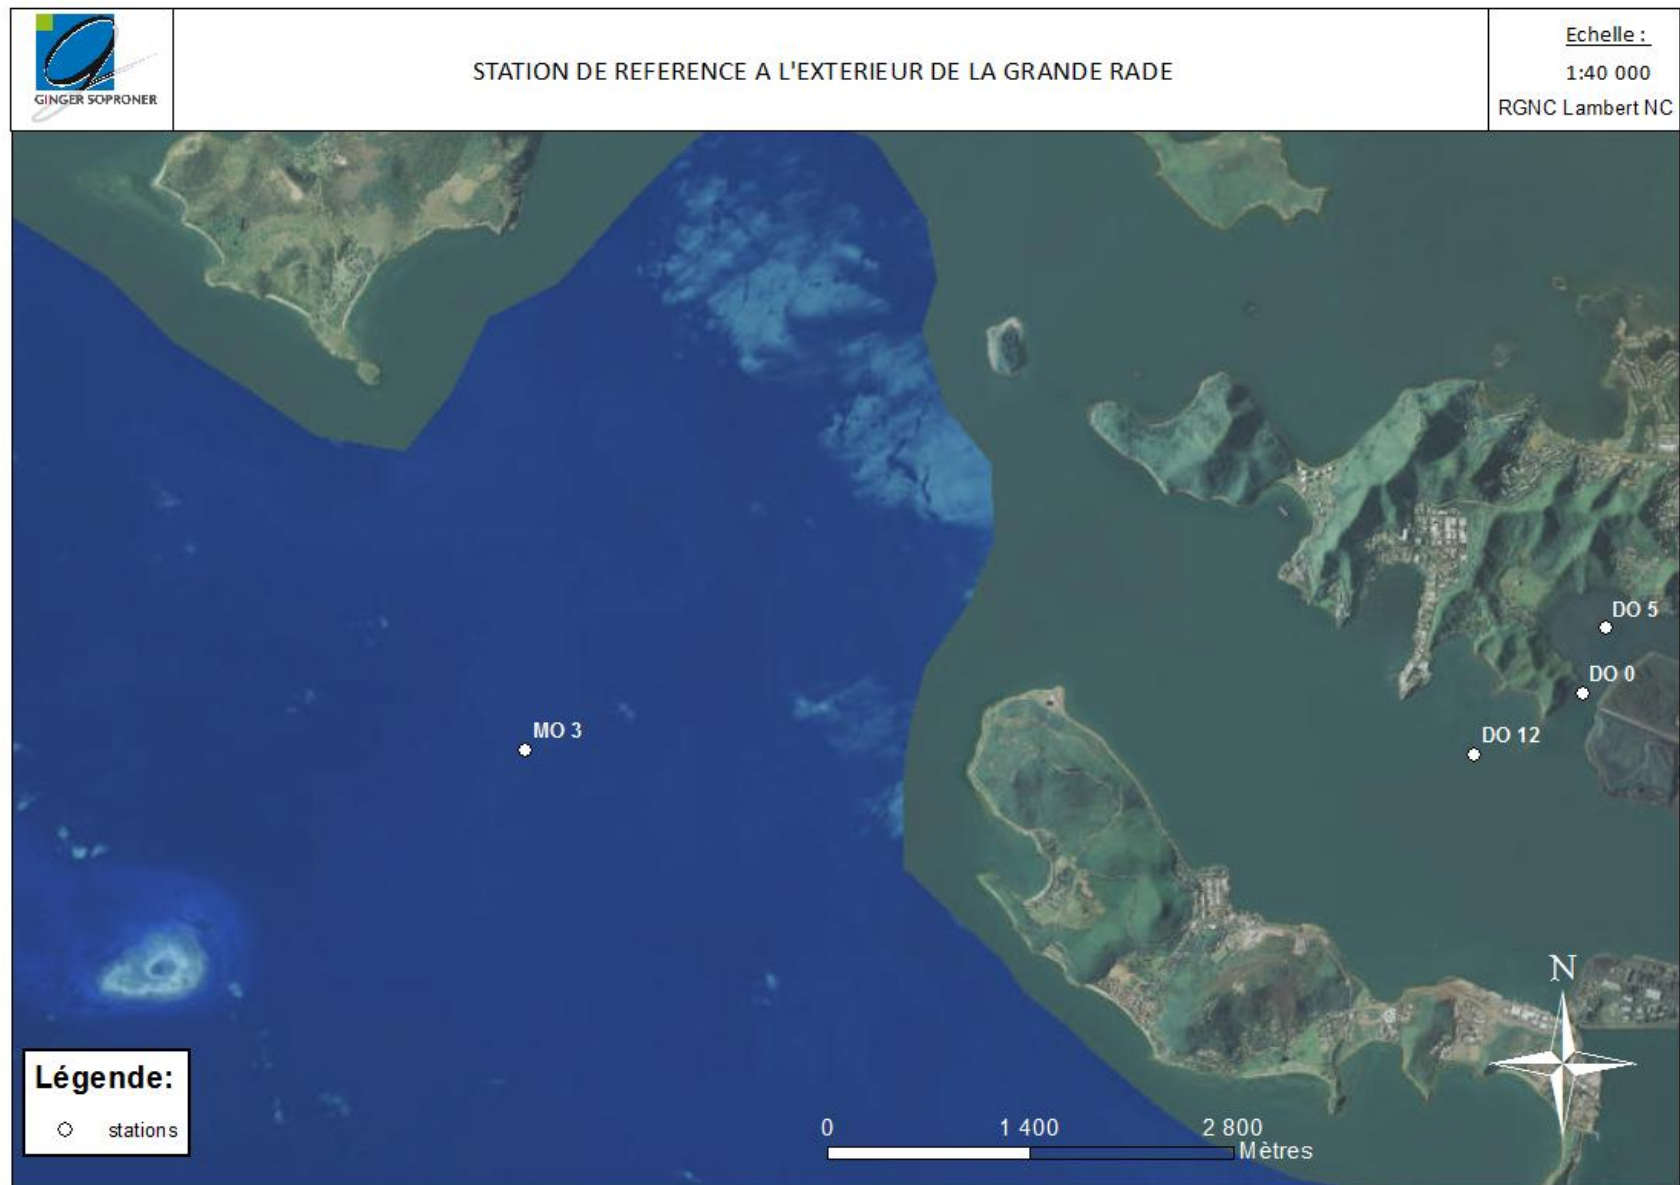 GINGER SOPRONER
STATION DE REFERENCE A L'EXTERIEUR DE LA GRANDE RADE
Echelle :
1:40 000
RGNC Lambert NC
DO 5
DO 0
MO 3
DO 12
N
Légende:
stations
0 1 400 2 800
Mètres